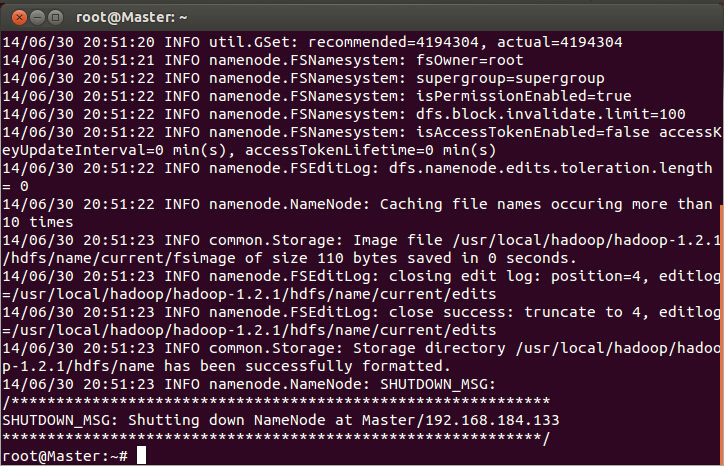 root@Master: ~
14/06/30 20:51:20 INFO util.GSet: recommended=4194304, actual=4194304
14/06/30 20:51:21 INFO namenode.FSNamesystem: fsOwner=root
14/06/30 20:51:22 INFO namenode.FSNamesystem: supergroup=supergroup
14/06/30 20:51:22 INFO namenode.FSNamesystem: isPermissionEnabled=true
14/06/30 20:51:22 INFO namenode.FSNamesystem: dfs.block.invalidate.limit=100
14/06/30 20:51:22 INFO namenode.FSNamesystem: isAccessTokenEnabled=false accessK
eyUpdateInterval=0 min(s), accessTokenLifetime=0 min(s)
14/06/30 20:51:22 INFO namenode.FSEditLog: dfs.namenode.edits.toleration.length
= 0
14/06/30 20:51:22 INFO namenode.NameNode: Caching file names occuring more than
10 times
14/06/30 20:51:23 INFO common.Storage: Image file /usr/local/hadoop/hadoop-1.2.1
/hdfs/name/current/fsimage of size 110 bytes saved in 0 seconds.
14/06/30 20:51:23 INFO namenode.FSEditLog: closing edit log: position=4, editlog
=/usr/local/hadoop/hadoop-1.2.1/hdfs/name/current/edits
14/06/30 20:51:23 INFO namenode.FSEditLog: close success: truncate to 4, editlog
=/usr/local/hadoop/hadoop-1.2.1/hdfs/name/current/edits
14/06/30 20:51:23 INFO common.Storage: Storage directory /usr/local/hadoop/hadoo
p-1.2.1/hdfs/name has been successfully formatted.
14/06/30 20:51:23 INFO namenode.NameNode: SHUTDOWN_MSG:
/************************************************************
SHUTDOWN_MSG: Shutting down NameNode at Master/192.168.184.133
************************************************************/
root@Master:~#